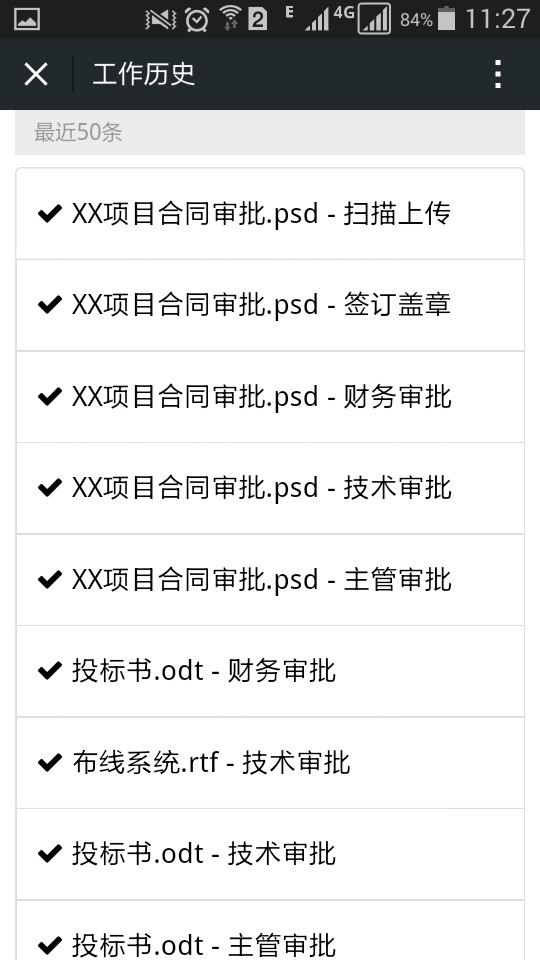 2 E 4G 84% 11:27
工作历史
最近50条
XX项目合同审批.psd - 扫描上传
XX项目合同审批.psd - 签订盖章
XX项目合同审批.psd - 财务审批
XX项目合同审批.psd - 技术审批
XX项目合同审批.psd - 主管审批
投标书.odt - 财务审批
布线系统.rtf - 技术审批
投标书.odt - 技术审批
投标书.odt - 主管审批